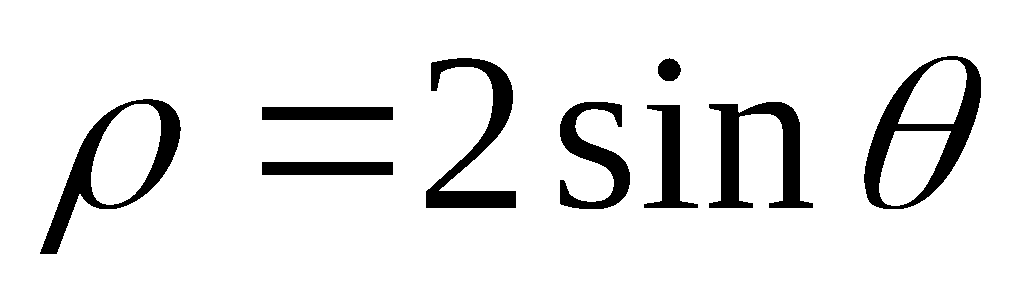 ρ = 2 sin θ